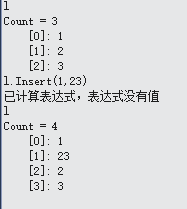 l
Count = 3
[0]: 1
[1]: 2
[2]: 3
l.Insert(1,23)
已计算表达式，表达式没有值
l
Count = 4
[0]: 1
[1]: 23
[2]: 2
[3]: 3